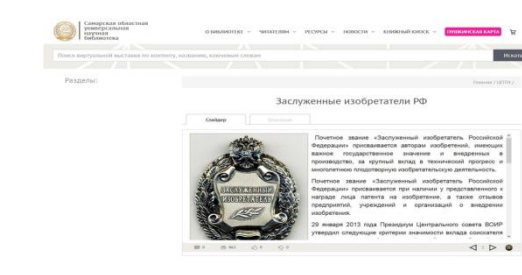 Самарская областная
универсальная
научная
библиотека
О БИБЛИОТЕКЕ
ЧИТАТЕЛЯМ
РЕСУРСЫ
НОВОСТИ
КНИЖНЫЙ КИОСК
ПУШКИНСКАЯ КАРТА
Поиск виртуальной выставки по контенту, названию, ключевым словам
Искать
Разделы:
Главная / ЦПТИ /
Заслуженные изобретатели РФ
Слайдер
ЗАСЛУЖЕННЫЙ
ИЗОБРЕТАТЕЛЬ
Почетное звание «Заслуженный изобретатель Российской
Федерации» присваивается авторам изобретений, имеющих
важное государственное значение и внедренных в
производство, за крупный вклад в технический прогресс и
многолетнюю плодотворную изобретательскую деятельность.
Почетное звание «Заслуженный изобретатель Российской
Федерации» присваивается при наличии у представленного к
награде лица патента на изобретение, а также отзывов
предприятий, учреждений и организаций о внедрении
изобретения.
29 января 2013 года Президиум Центрального совета ВОИР
утвердил следующие критерии значимости вклада соискателя